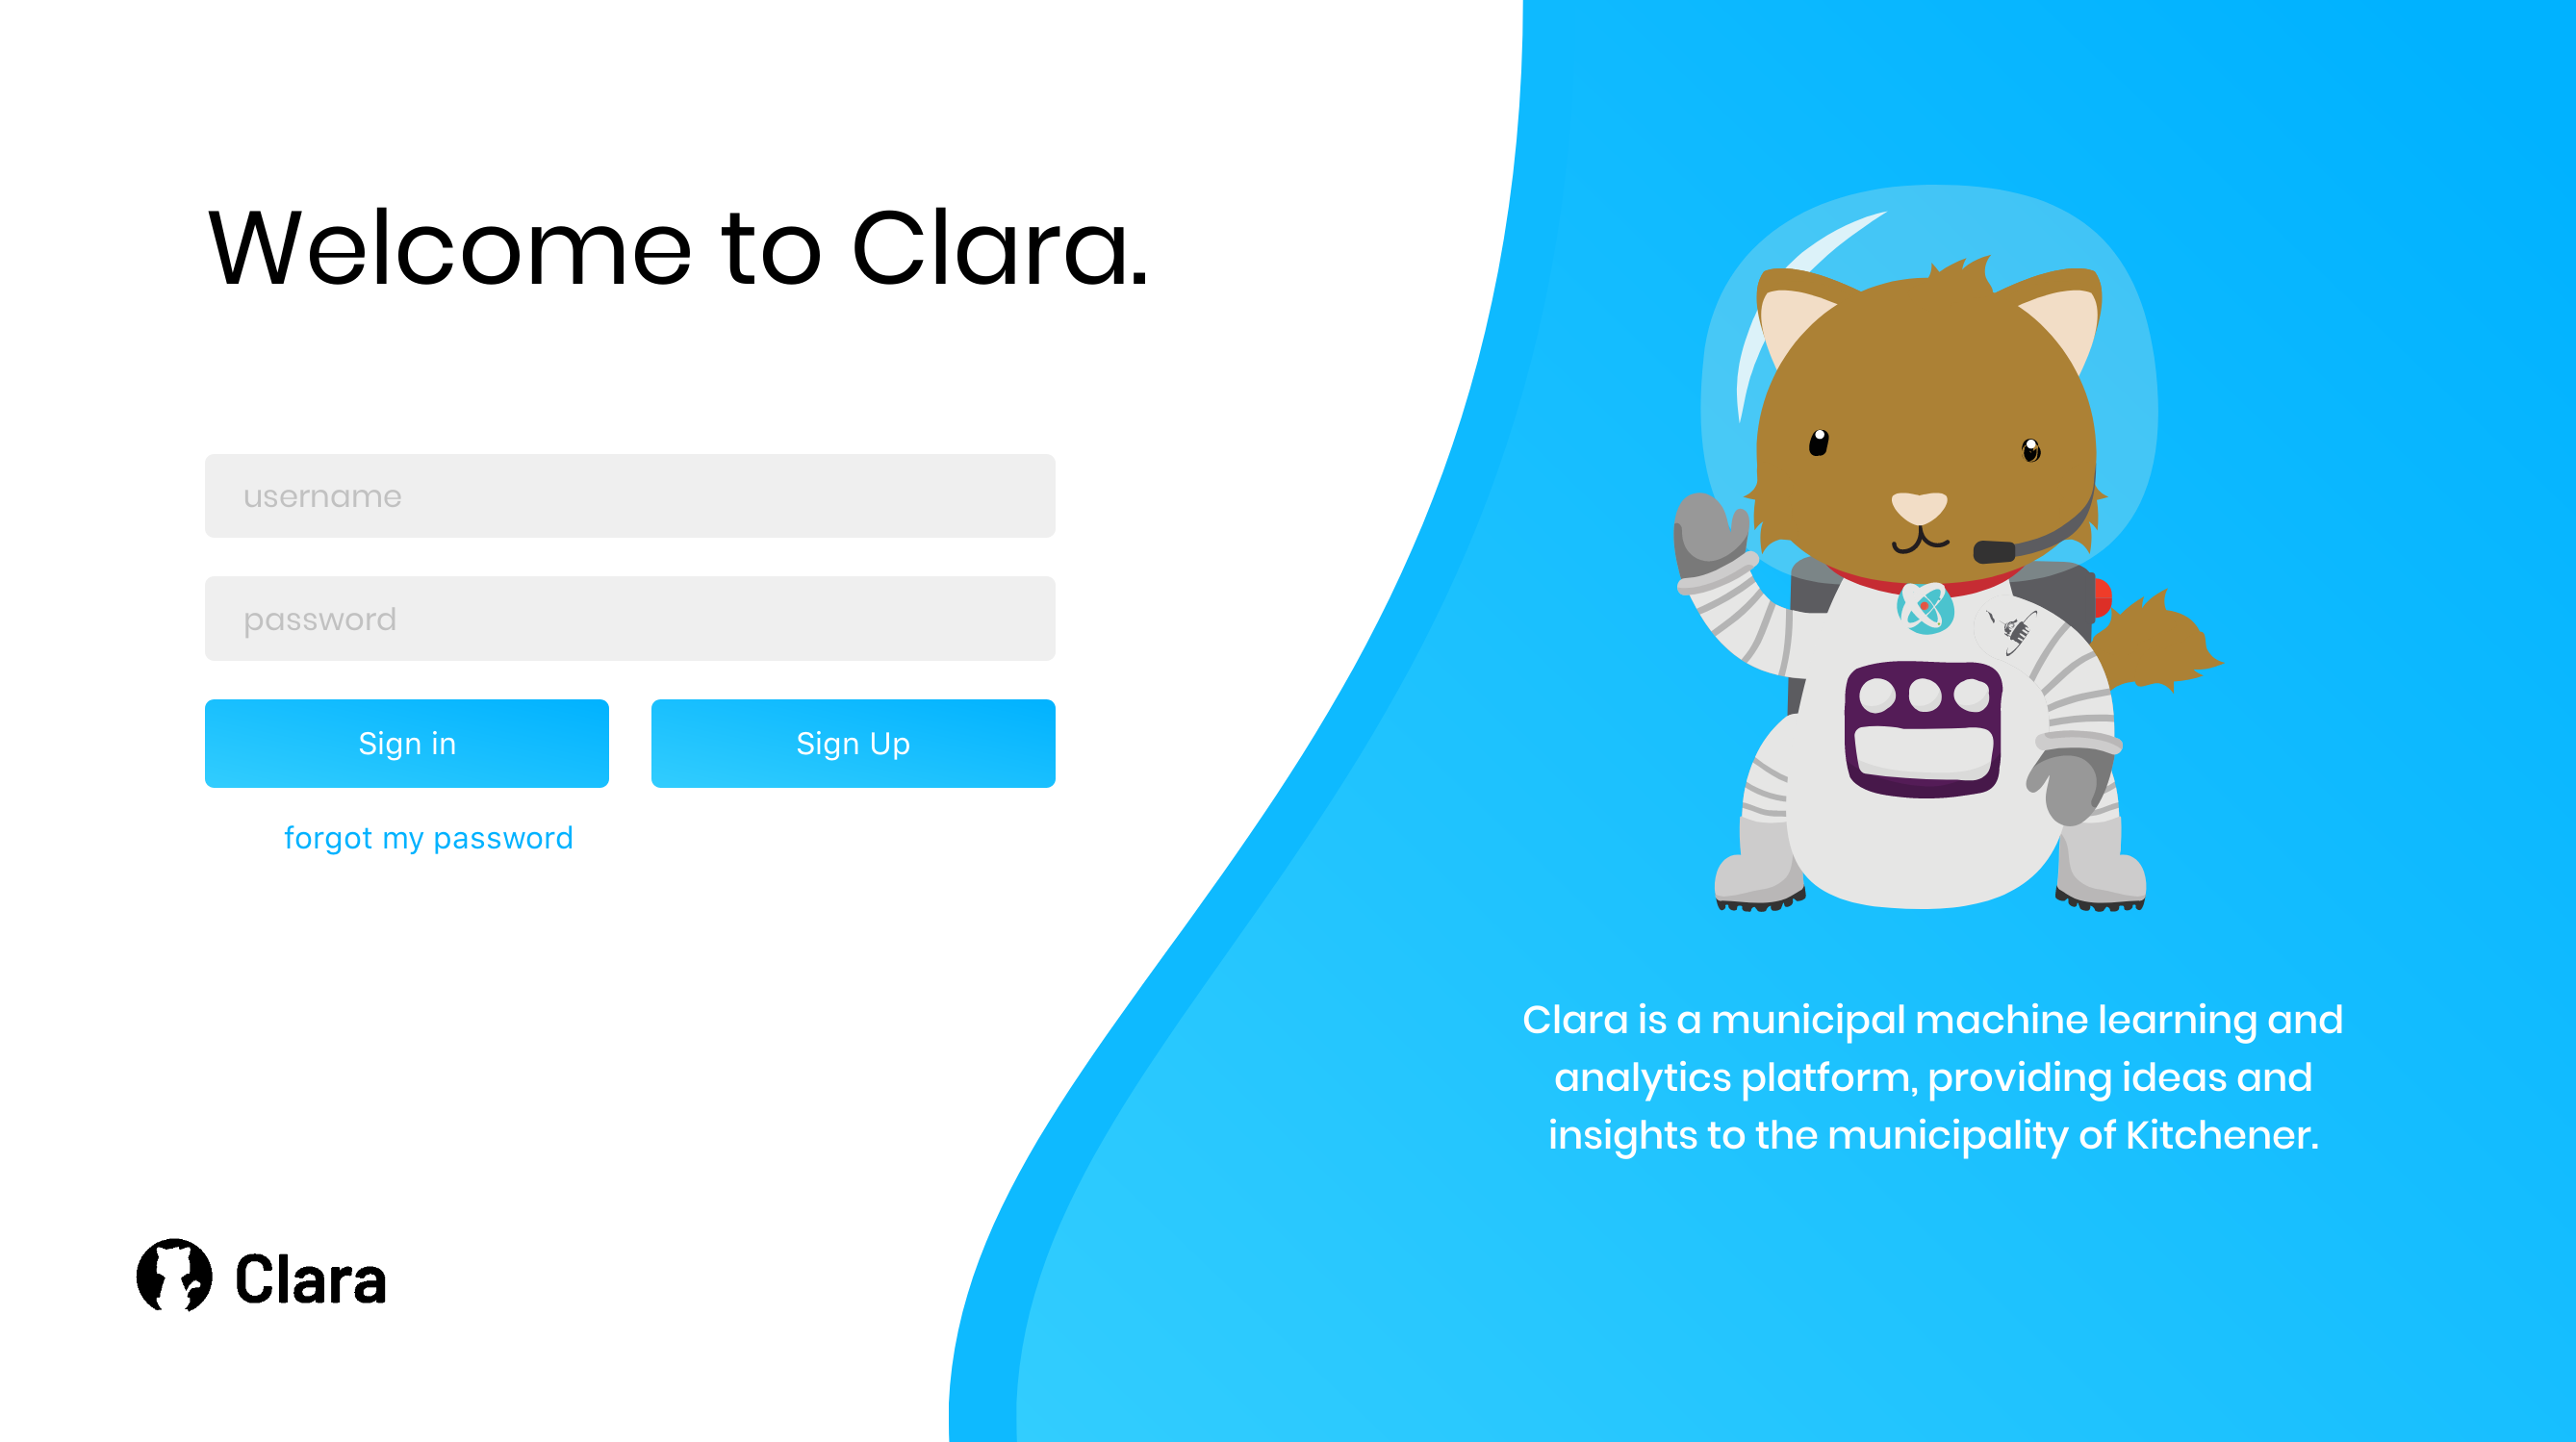 Welcome to Clara.
username
password
Sign in
Sign Up
forgot my password
Clara
Clara is a municipal machine learning and
analytics platform, providing ideas and
insights to the municipality of Kitchener.